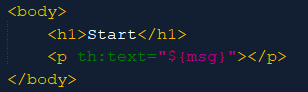 <body>
<h1>Start</h1>
<p th:text="${msg}"></p>
</body>